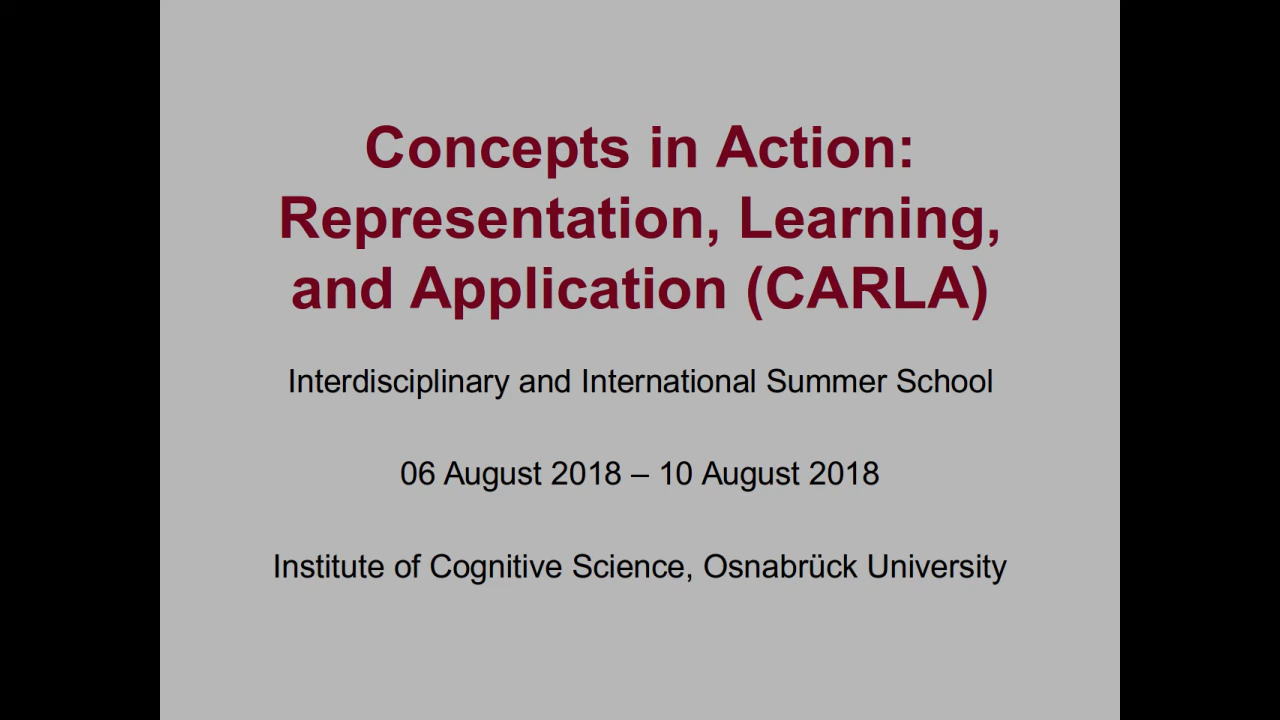 Concepts in Action:
Representation, Learning,
and Application (CARLA)
Interdisciplinary and International Summer School
06 August 2018 – 10 August 2018
Institute of Cognitive Science, Osnabrück University